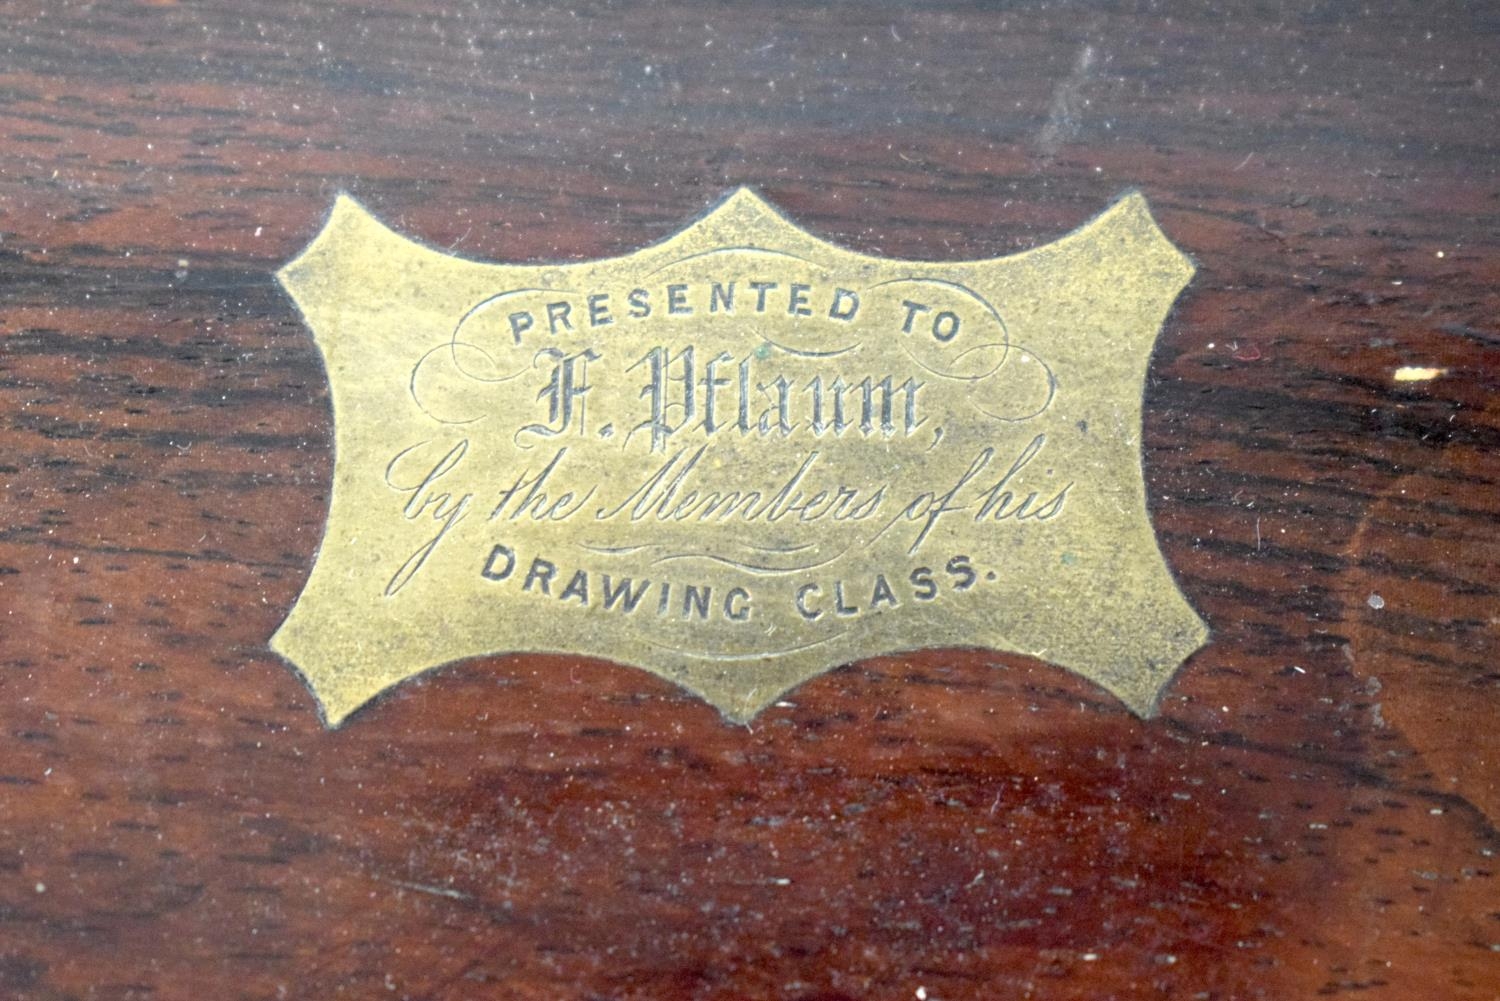 PRESENTED TO
F. Pflaum,
by the Members of his
DRAWING CLASS.